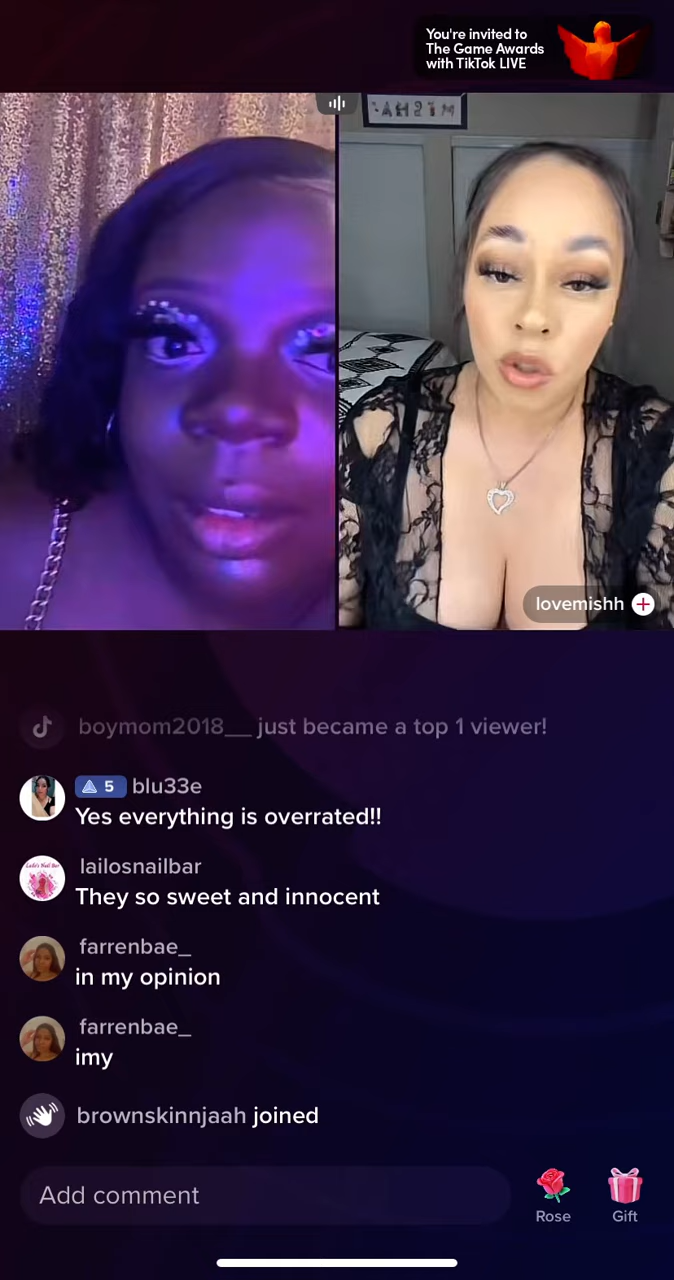 You're invited to
The Game Awards
with TikTok LIVE
lovemishh
boymom2018__ just became a top 1 viewer!
5 blu33e
Yes everything is overrated!!
lailosnailbar
They so sweet and innocent
farrenbae_
in my opinion
farrenbae_
imy
brownskinnjaah joined
Add comment
Rose
Gift